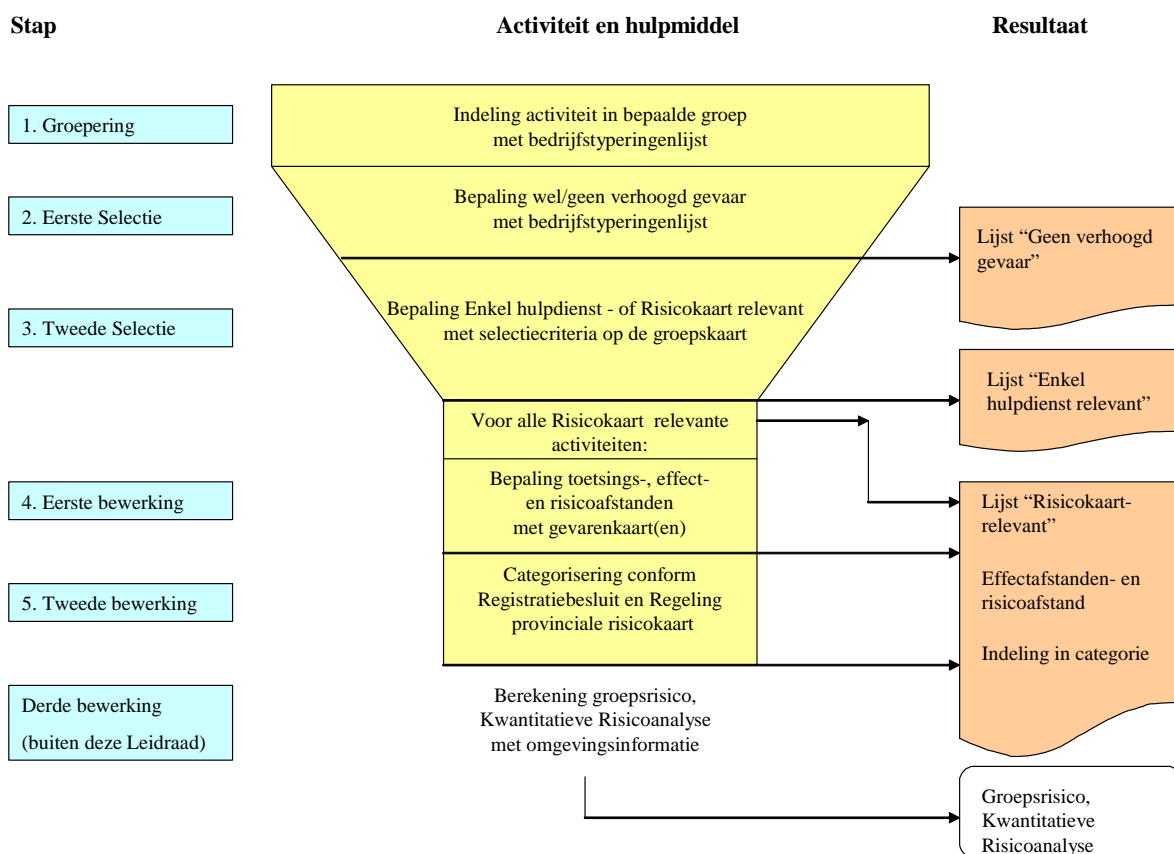 Stap
Activiteit en hulpmiddel
Resultaat
1. Groepering
Indeling activiteit in bepaalde groep
met bedrijfstyperingenlijst
2. Eerste Selectie
Bepaling wel/geen verhoogd gevaar
met bedrijfstyperingenlijst
Lijst “Geen verhoogd
gevaar”
3. Tweede Selectie
Bepaling Enkel hulpdienst - of Risicokaart relevant
met selectiecriteria op de groepskaart
Lijst “Enkel
hulpdienst relevant”
Voor alle Risicokaart relevante
activiteiten:
4. Eerste bewerking
Bepaling toetsings-, effect-
en risicoafstanden
met gevarenkaart(en)
Lijst “Risicokaart-
relevant”
5. Tweede bewerking
Categorisering conform
Registratiebesluit en Regeling
provinciale risicokaart
Effectafstanden- en
risicoafstand
Indeling in categorie
Derde bewerking
(buiten deze Leidraad)
Berekening groepsrisico,
Kwantitatieve Risicoanalyse
met omgevingsinformatie
Groepsrisico,
Kwantitatieve
Risicoanalyse